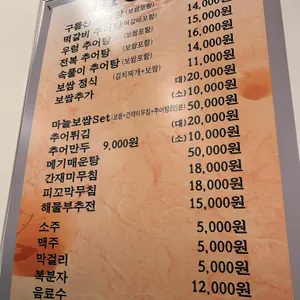 14,000원
떡갈비 추어탕 (보쌈포함) 15,000원
우렁 추어탕 (보쌈포함) 16,000원
전복 추어탕 (보쌈포함) 14,000원
속풀이 추어탕 11,000원
보쌈 정식 (김치찌개+보쌈)
보쌈추가 (대)20,000원
(소)10,000원
마늘보쌈Set 50,000원
추어튀김 (대)20,000원
추어만두 9,000원 (소)10,000원
메기매운탕 50,000원
간재미무침 18,000원
피꼬막무침 18,000원
해물부추전 15,000원
소주 5,000원
맥주 5,000원
막걸리 5,000원
복분자 12,000원
음료수